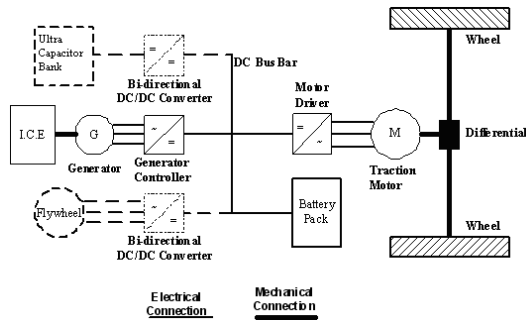 Ultra
Capacitor
Bank
=
=
Bi-directional
DC/DC Converter
DC Bus Bar
Wheel
Motor
Driver
I.C.E
G
~
=
=
~
M
Differential
Generator
Generator
Controller
Traction
Motor
Flywheel
~
=
Bi-directional
DC/DC Converter
Battery
Pack
Wheel
Electrical
Connection
Mechanical
Connection